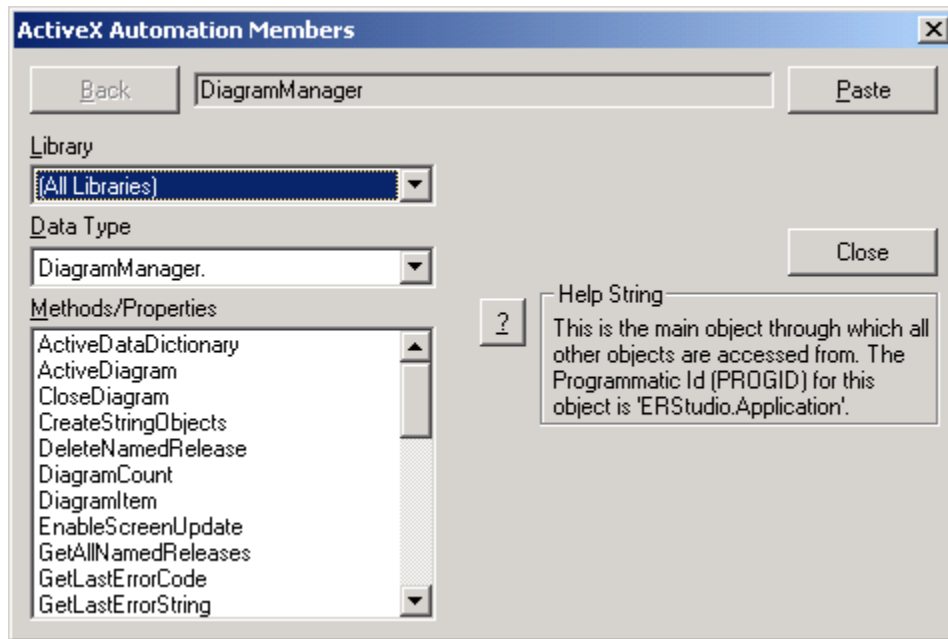 ActiveX Automation Members
Back
DiagramManager
Paste
Library
(All Libraries)
Data Type
DiagramManager.
Close
Methods/Properties
ActiveDataDictionary
ActiveDiagram
CloseDiagram
CreateStringObjects
DeleteNamedRelease
DiagramCount
DiagramItem
EnableScreenUpdate
GetAllNamedReleases
GetLastErrorCode
GetLastErrorString
?
Help String
This is the main object through which all
other objects are accessed from. The
Programmatic Id (PROGID) for this
object is 'ERStudio.Application'.